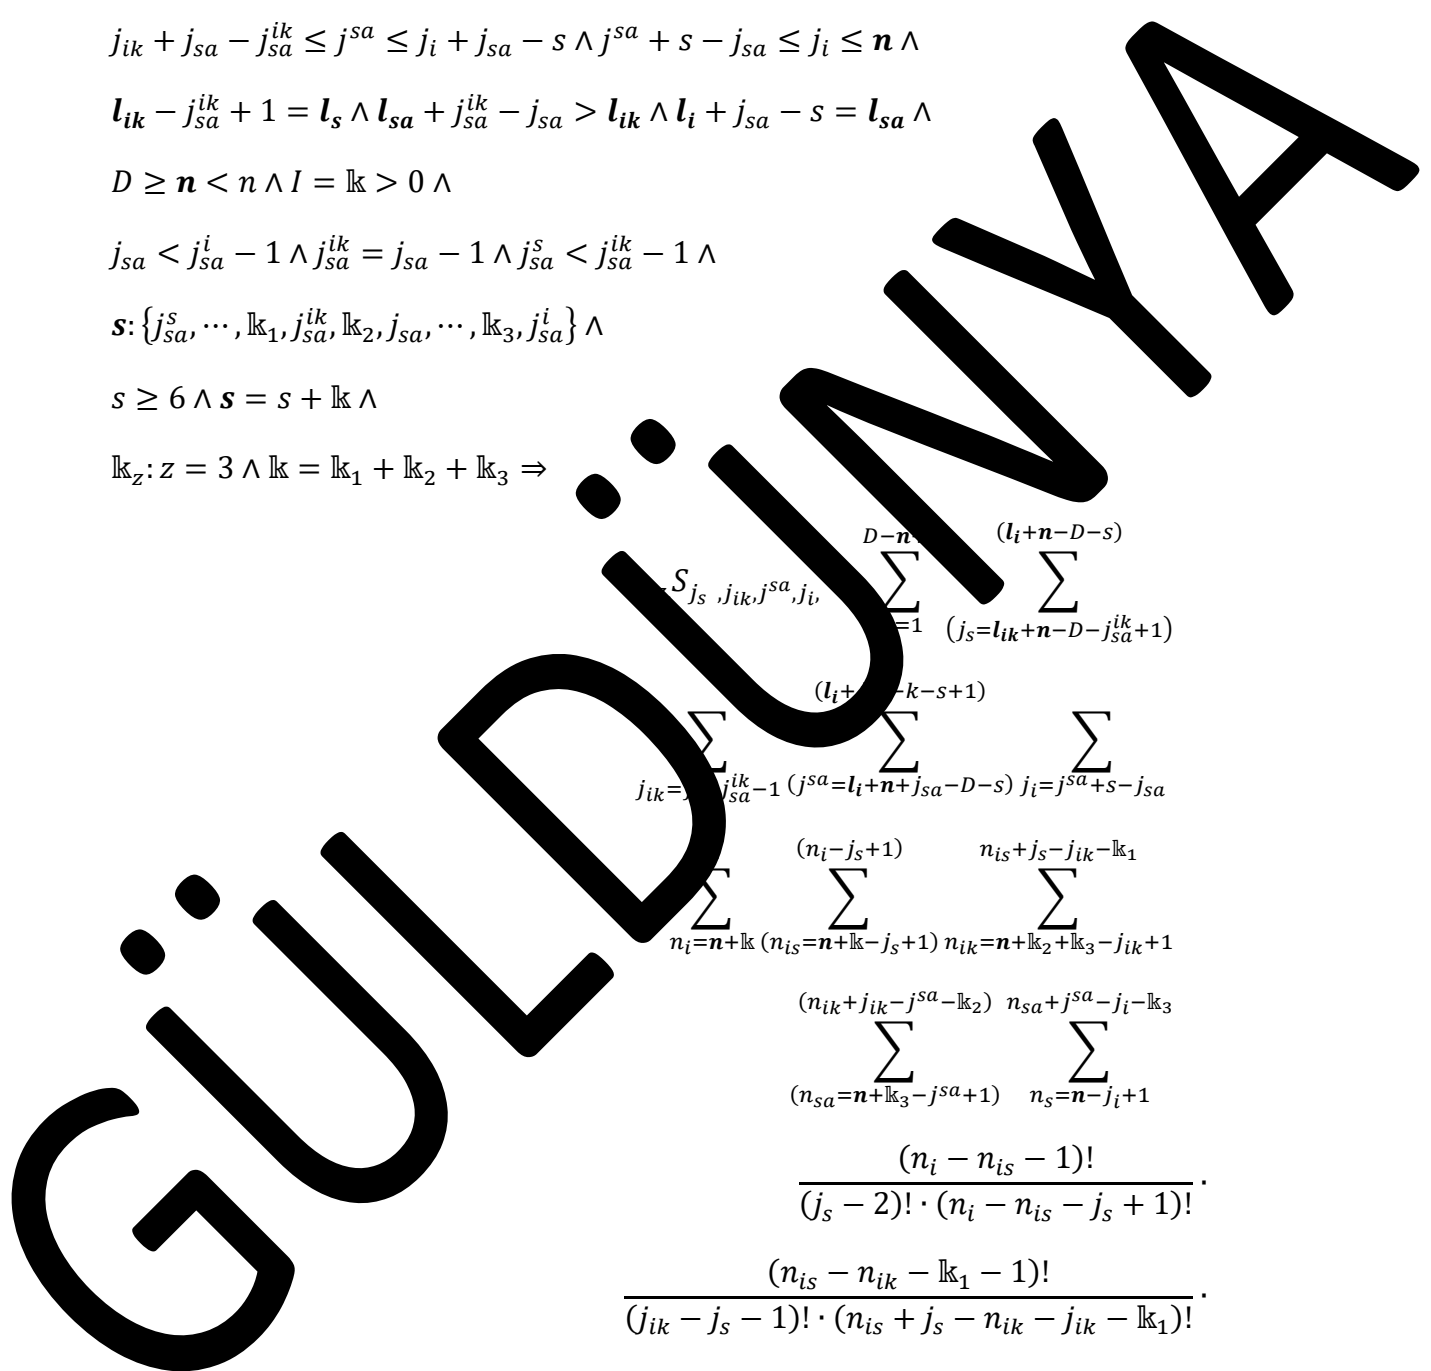 j_{ik} + j_{sa} − j_{sa}^{ik} ≤ j^{sa} ≤ j_i + j_{sa} − s ∧ j^{sa} + s − j_{sa} ≤ j_i ≤ n ∧
l_{ik} − j_{sa}^{ik} + 1 = l_s ∧ l_{sa} + j_{sa}^{ik} − j_{sa} > l_{ik} ∧ l_i + j_{sa} − s = l_{sa} ∧
D ≥ n < n ∧ I = 𝕜 > 0 ∧
j_{sa} < j_{sa}^{i} − 1 ∧ j_{sa}^{ik} = j_{sa} − 1 ∧ j_{sa}^{s} < j_{sa}^{ik} − 1 ∧
s: {j_{sa}^{s}, ⋯ , 𝕜_1, j_{sa}^{ik}, 𝕜_2, j_{sa}, ⋯ , 𝕜_3, j_{sa}^{i}} ∧
s ≥ 6 ∧ s = s + 𝕜 ∧
𝕜_z: z = 3 ∧ 𝕜 = 𝕜_1 + 𝕜_2 + 𝕜_3 ⇒
D−n (l_i+n−D−s)
S_{j_s ,j_{ik},j^{sa},j_i,} ∑ ∑
=1 (j_s=l_{ik}+n−D−j_{sa}^{ik}+1)
(l_i+ −k−s+1)
∑ ∑ ∑
j_{ik}= j_{sa}^{ik}−1 (j^{sa}=l_i+n+j_{sa}−D−s) j_i=j^{sa}+s−j_{sa}
(n_i−j_s+1) n_{is}+j_s−j_{ik}−𝕜_1
∑ ∑ ∑
n_i=n+𝕜 (n_{is}=n+𝕜−j_s+1) n_{ik}=n+𝕜_2+𝕜_3−j_{ik}+1
(n_{ik}+j_{ik}−j^{sa}−𝕜_2) n_{sa}+j^{sa}−j_i−𝕜_3
∑ ∑
(n_{sa}=n+𝕜_3−j^{sa}+1) n_s=n−j_i+1
(n_i − n_{is} − 1)!
(j_s − 2)! · (n_i − n_{is} − j_s + 1)! ·
(n_{is} − n_{ik} − 𝕜_1 − 1)!
(j_{ik} − j_s − 1)! · (n_{is} + j_s − n_{ik} − j_{ik} − 𝕜_1)! ·
GÜLDÜNYA